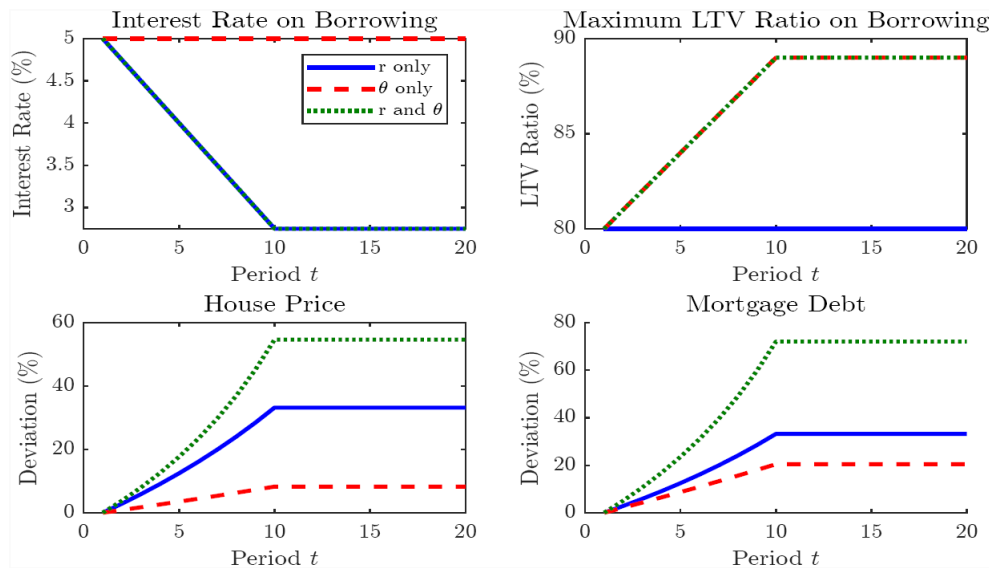 Interest Rate on Borrowing
Interest Rate (%)
5
4.5
4
3.5
3
0 5 10 15 20
Period t
r only
θ only
r and θ
Maximum LTV Ratio on Borrowing
LTV Ratio (%)
90
85
80
0 5 10 15 20
Period t
House Price
Deviation (%)
60
40
20
0
0 5 10 15 20
Period t
Mortgage Debt
Deviation (%)
80
60
40
20
0
0 5 10 15 20
Period t